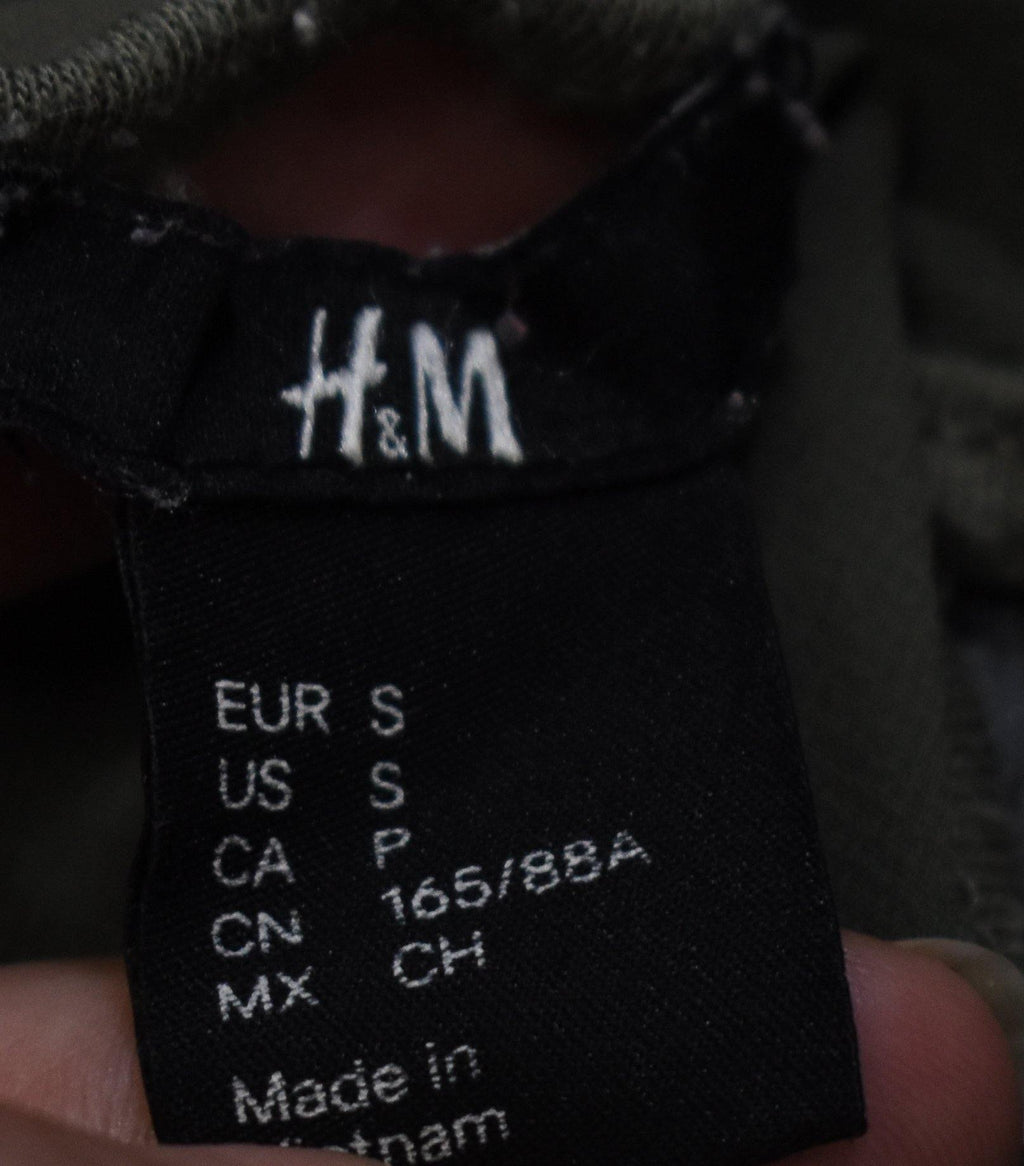 H&M
EUR S
US S
CA P
CN 165/88A
MX CH
Made in